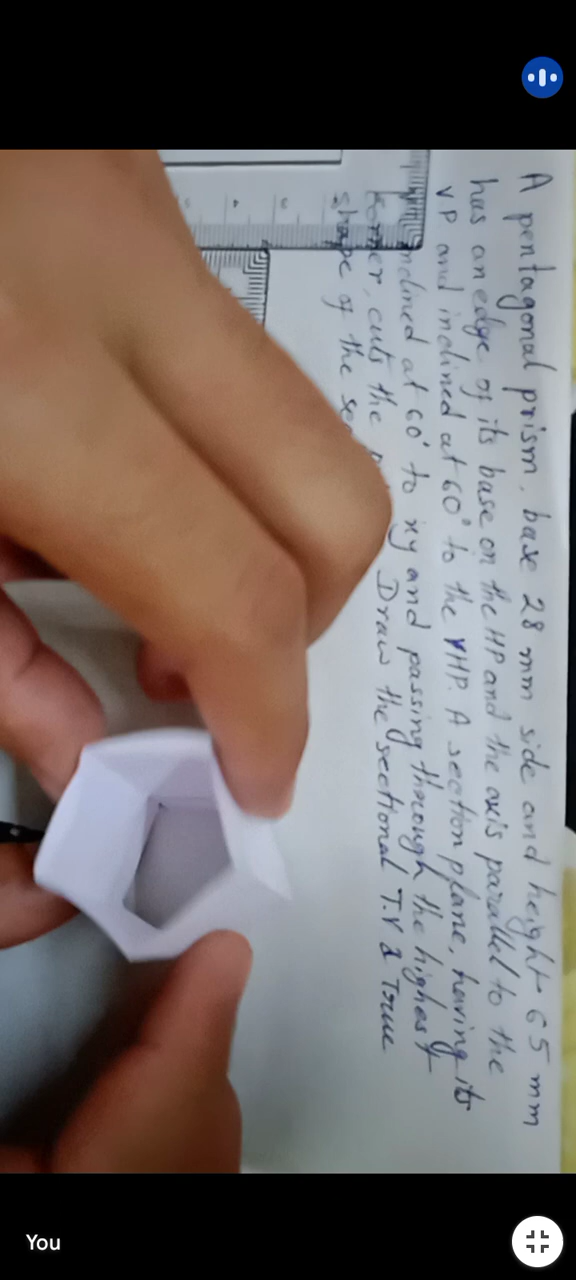 A pentagonal prism, base 28 mm side and height 65 mm
has an edge of its base on the HP and the axis parallel to the
VP and inclined at 60° to the HP. A section plane, having its
inclined at 60° to xy and passing through the highest
cuts the Draw the sectional T.V & True
shape of the
You